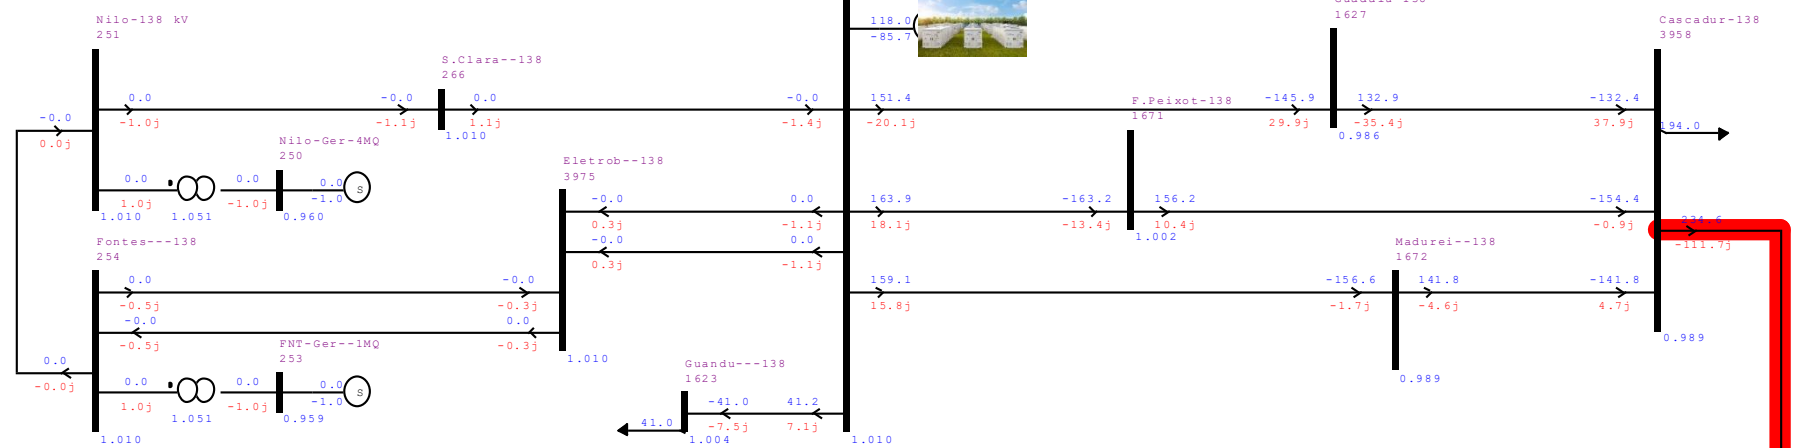 Nilo-138 kV
251
-0.0
0.0j
0.0
-1.0j
-0.0
-1.1j
S.Clara--138
266
0.0
1.1j
1.010
-0.0
-1.4j
Nilo-Ger-4MQ
250
0.0
1.0j
1.010
1.051
0.0
-1.0j
0.960
0.0
-1.0
S
Fontes---138
254
0.0
-0.5j
-0.0
-0.5j
0.0
-0.0j
0.0
1.0j
1.010
1.051
0.0
-1.0j
FNT-Ger--1MQ
253
0.959
0.0
-1.0
S
-0.0
-0.3j
0.0
-0.3j
Eletrob--138
3975
-0.0
0.3j
-0.0
0.3j
1.010
0.0
-1.1j
0.0
-1.1j
Guandu---138
1623
41.0
-41.0
-7.5j
1.004
41.2
7.1j
1.010
118.0
-85.7
151.4
-20.1j
163.9
18.1j
159.1
15.8j
1627
-145.9
29.9j
132.9
-35.4j
0.986
-132.4
37.9j
F.Peixot-138
1671
-163.2
-13.4j
156.2
10.4j
1.002
-154.4
-0.9j
Madurei--138
1672
-156.6
-1.7j
141.8
-4.6j
0.989
-141.8
4.7j
Cascadur-138
3958
194.0
234.6
-111.7j
0.989